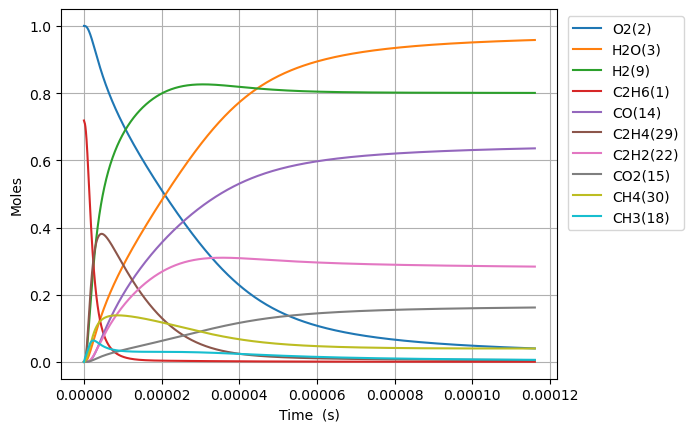 1.0
0.8
0.6
0.4
0.2
0.0
Moles
0.00000 0.00002 0.00004 0.00006 0.00008 0.00010 0.00012
Time (s)
O2(2)
H2O(3)
H2(9)
C2H6(1)
CO(14)
C2H4(29)
C2H2(22)
CO2(15)
CH4(30)
CH3(18)